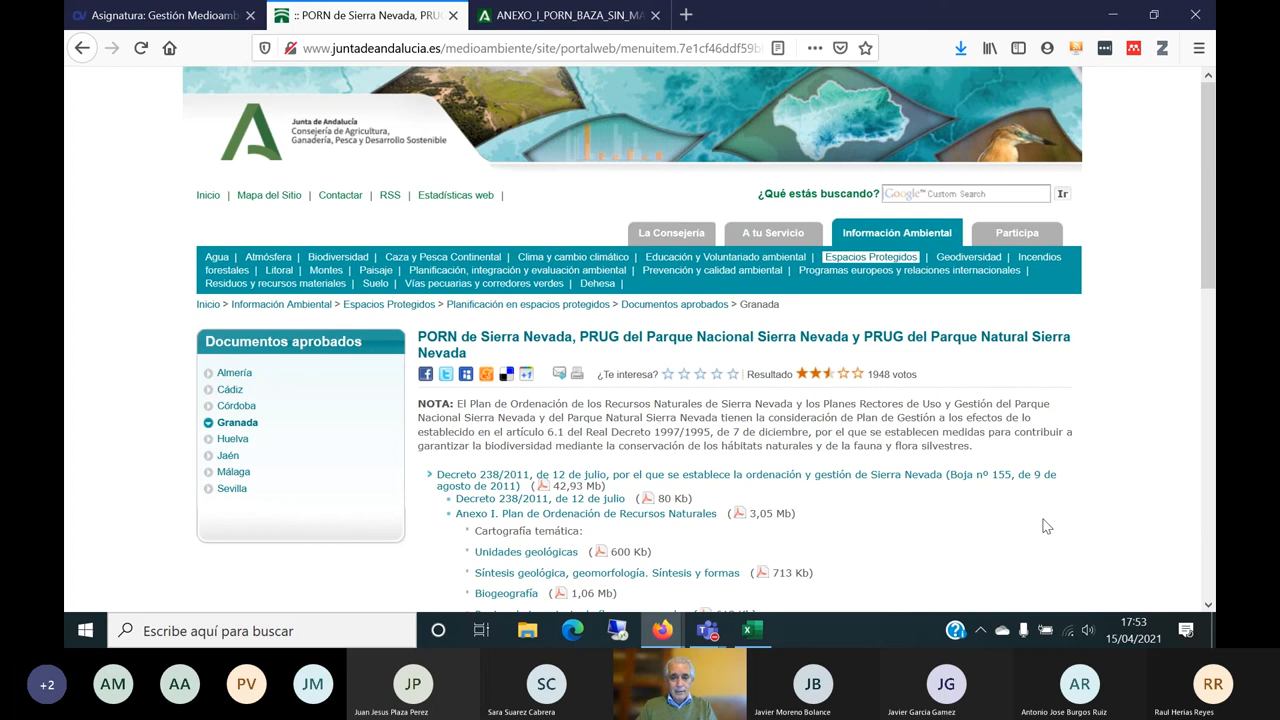 Asignatura: Gestión Medioamb
:: PORN de Sierra Nevada, PRUG
ANEXO_I_PORN_BAZA_SIN_MA
www.juntadeandalucia.es/medioambiente/site/portalweb/menuitem.7e1cf46ddf59b
Junta de Andalucía
Consejería de Agricultura,
Ganadería, Pesca y Desarrollo Sostenible
Inicio | Mapa del Sitio | Contactar | RSS | Estadísticas web |
¿Qué estás buscando? Google™ Custom Search Ir
La Consejería A tu Servicio Información Ambiental Participa
Agua | Atmósfera | Biodiversidad | Caza y Pesca Continental | Clima y cambio climático | Educación y Voluntariado ambiental | Espacios Protegidos | Geodiversidad | Incendios
forestales | Litoral | Montes | Paisaje | Planificación, integración y evaluación ambiental | Prevención y calidad ambiental | Programas europeos y relaciones internacionales |
Residuos y recursos materiales | Suelo | Vías pecuarias y corredores verdes | Dehesa |
Inicio > Información Ambiental > Espacios Protegidos > Planificación en espacios protegidos > Documentos aprobados > Granada
Documentos aprobados
Almería
Cádiz
Córdoba
Granada
Huelva
Jaén
Málaga
Sevilla
PORN de Sierra Nevada, PRUG del Parque Nacional Sierra Nevada y PRUG del Parque Natural Sierra
Nevada
¿Te interesa? Resultado 1948 votos
NOTA: El Plan de Ordenación de los Recursos Naturales de Sierra Nevada y los Planes Rectores de Uso y Gestión del Parque
Nacional Sierra Nevada y del Parque Natural Sierra Nevada tienen la consideración de Plan de Gestión a los efectos de lo
establecido en el artículo 6.1 del Real Decreto 1997/1995, de 7 de diciembre, por el que se establecen medidas para contribuir a
garantizar la biodiversidad mediante la conservación de los hábitats naturales y de la fauna y flora silvestres.
Decreto 238/2011, de 12 de julio, por el que se establece la ordenación y gestión de Sierra Nevada (Boja nº 155, de 9 de
agosto de 2011) ( 42,93 Mb)
Decreto 238/2011, de 12 de julio ( 80 Kb)
Anexo I. Plan de Ordenación de Recursos Naturales ( 3,05 Mb)
Cartografía temática:
Unidades geológicas ( 600 Kb)
Síntesis geológica, geomorfología. Síntesis y formas ( 713 Kb)
Biogeografía ( 1,06 Mb)
Escribe aquí para buscar
17:53
15/04/2021
+2 AM AA PV JM JP SC JB JG AR RR
Juan Jesus Plaza Perez
Sara Suarez Cabrera
Javier Moreno Bolance
Javier Garcia Gamez
Antonio Jose Burgos Ruiz
Raul Herias Reyes